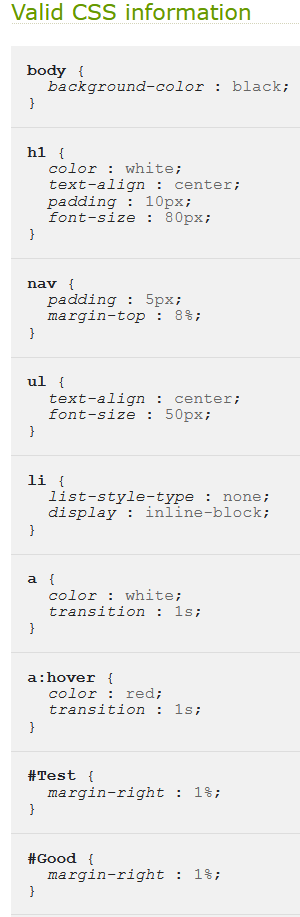 Valid CSS information
body {
background-color : black;
}
h1 {
color : white;
text-align : center;
padding : 10px;
font-size : 80px;
}
nav {
padding : 5px;
margin-top : 8%;
}
ul {
text-align : center;
font-size : 50px;
}
li {
list-style-type : none;
display : inline-block;
}
a {
color : white;
transition : 1s;
}
a:hover {
color : red;
transition : 1s;
}
#Test {
margin-right : 1%;
}
#Good {
margin-right : 1%;
}